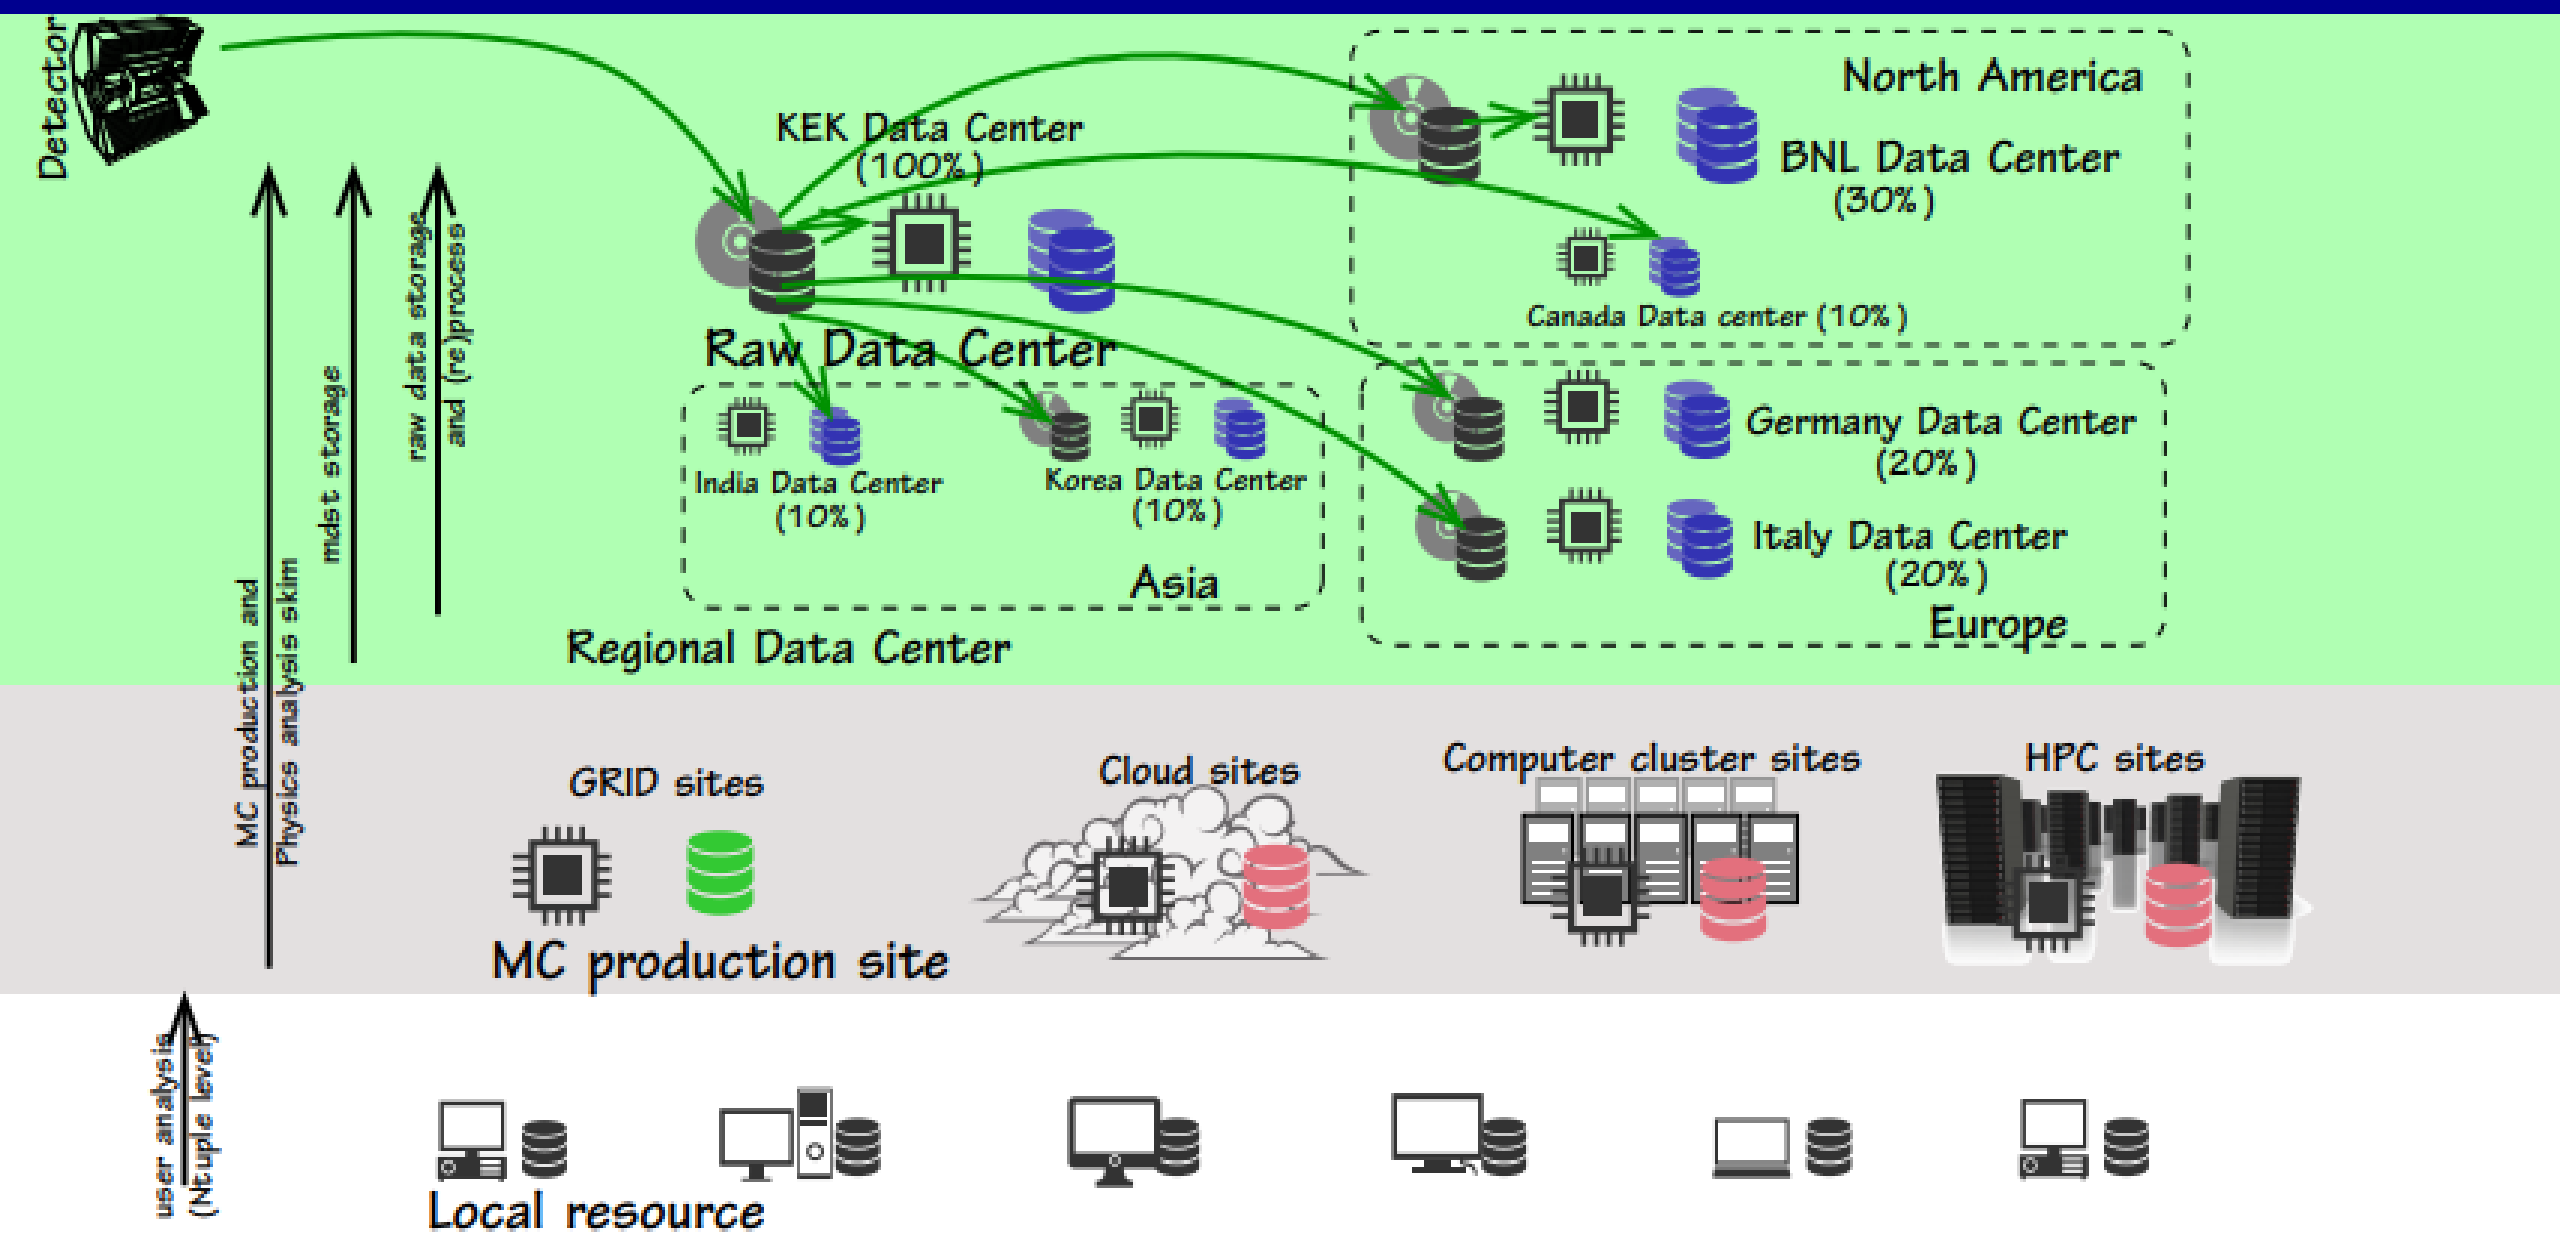 Detector
KEK Data Center
(100%)
North America
BNL Data Center
(30%)
Canada Data center (10%)
raw data storage
and (re)process
mdst storage
MC production and
Physics analysis skim
Raw Data Center
India Data Center
(10%)
Korea Data Center
(10%)
Asia
Germany Data Center
(20%)
Italy Data Center
(20%)
Europe
Regional Data Center
GRID sites
Cloud sites
Computer cluster sites
HPC sites
MC production site
user analysis
(Ntuple level)
Local resource